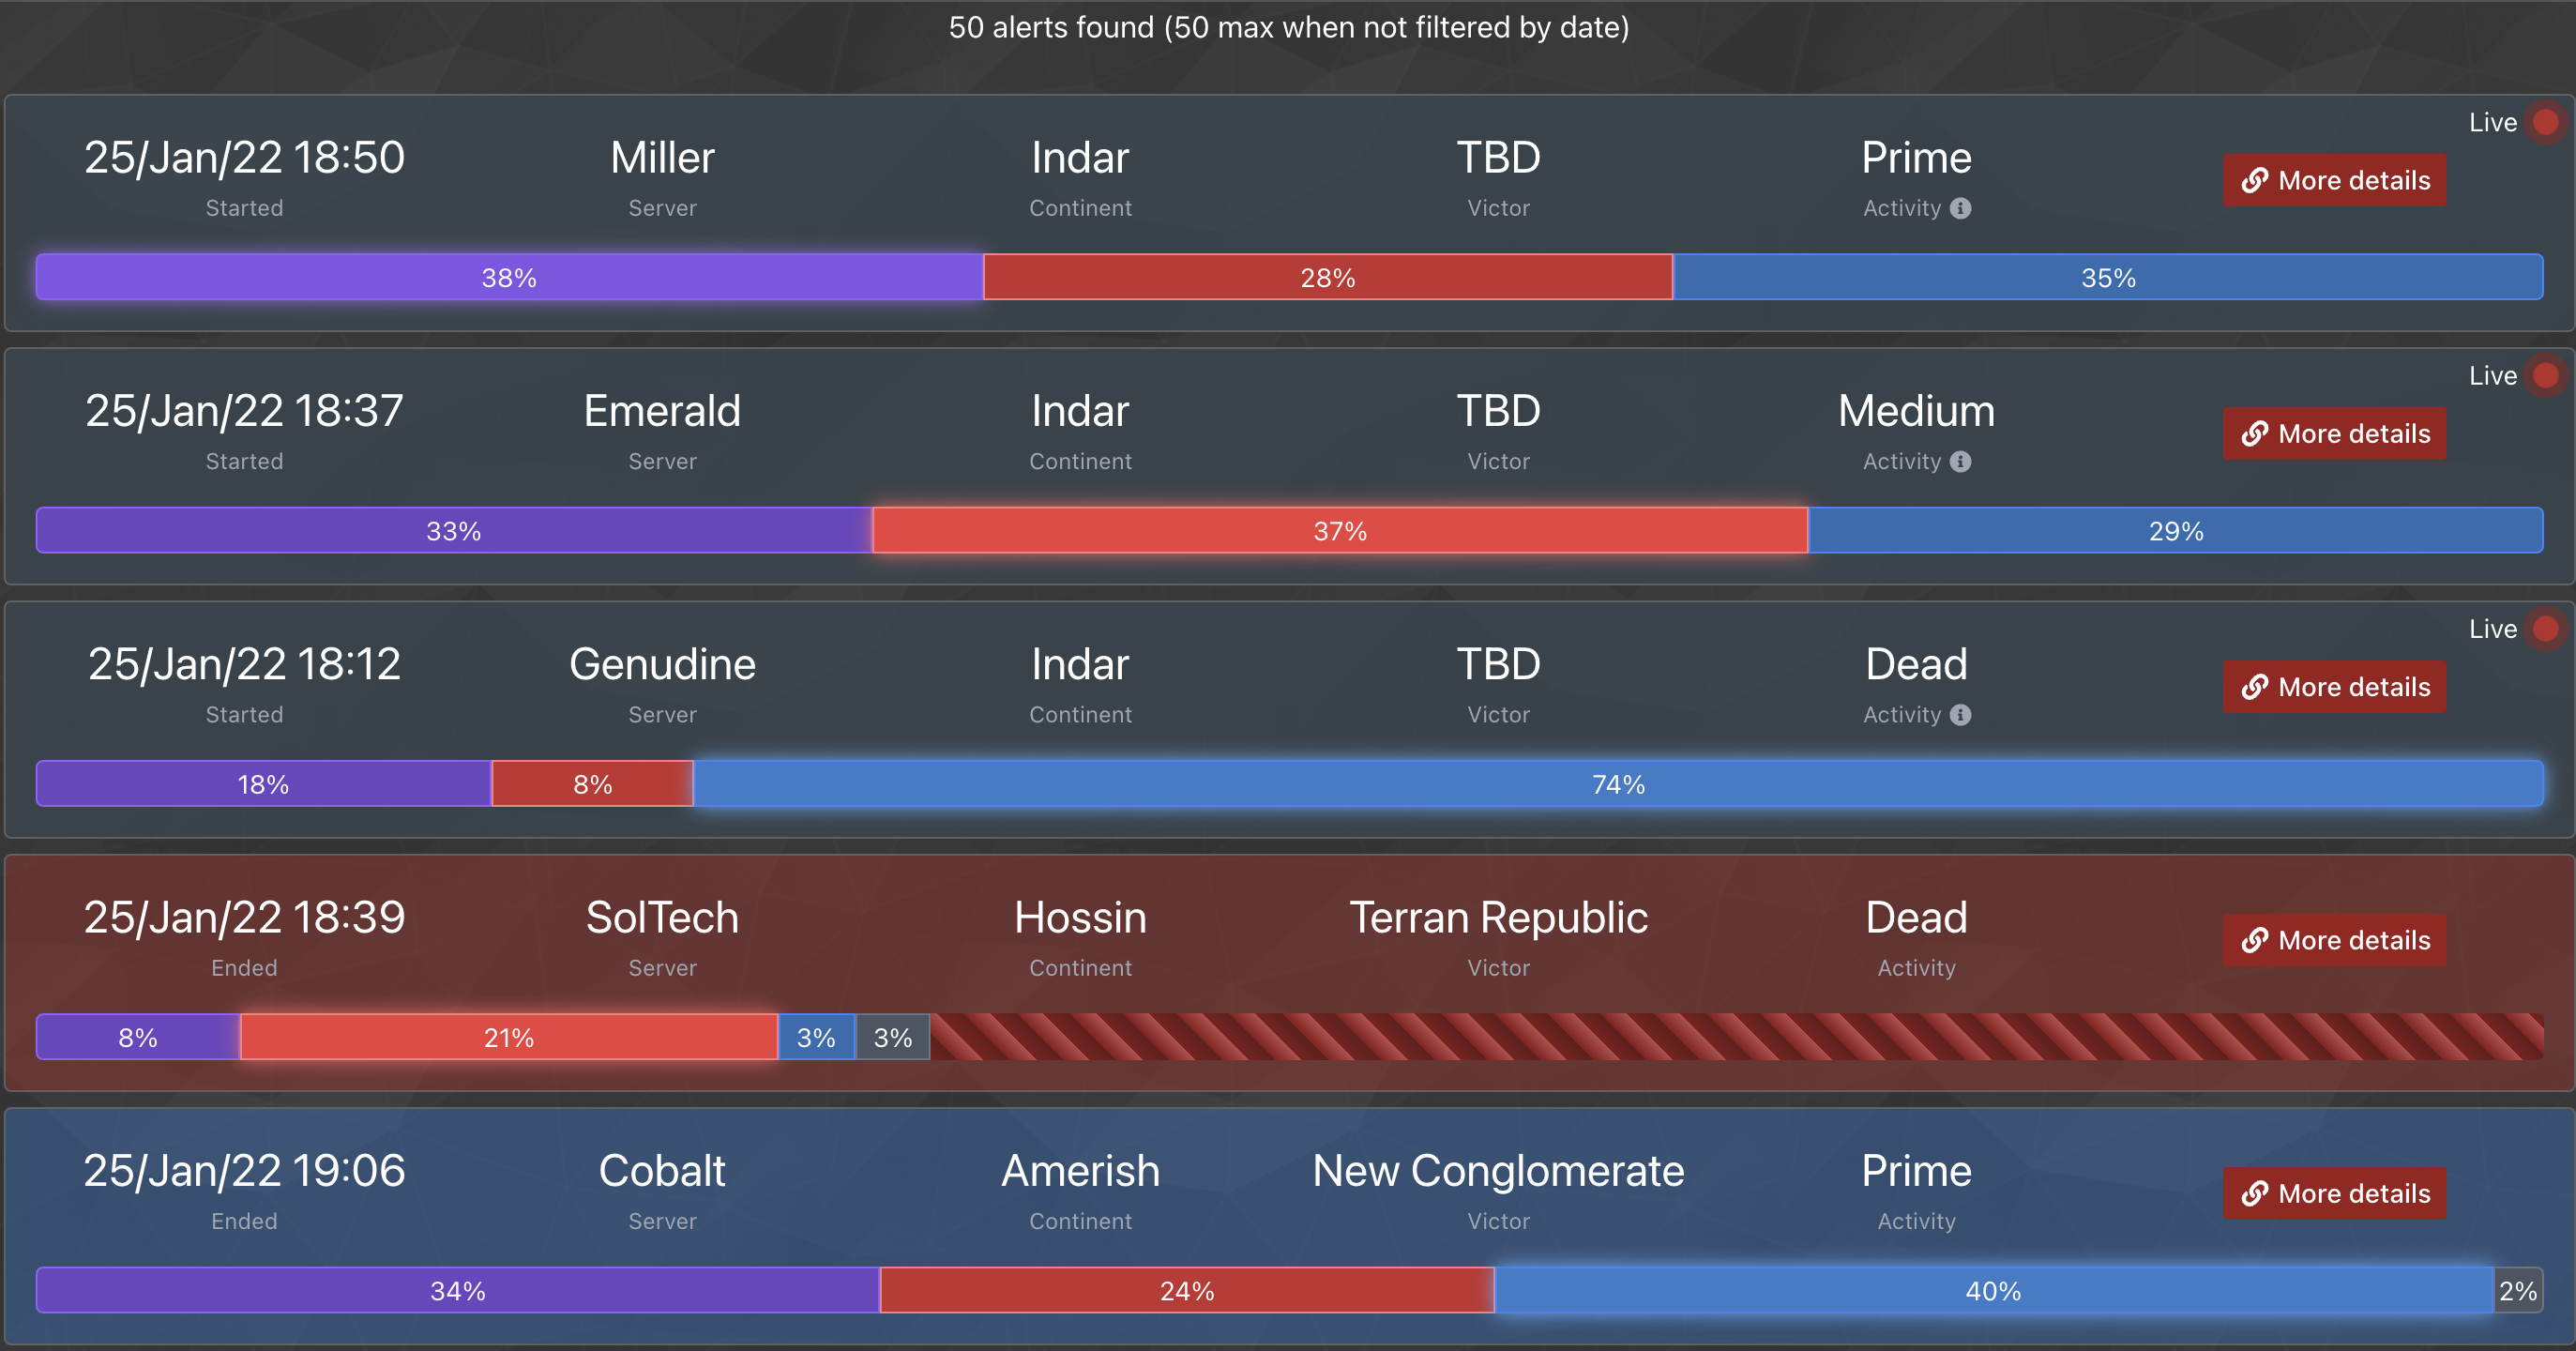 50 alerts found (50 max when not filtered by date)
Live
25/Jan/22 18:50 Miller Indar TBD Prime More details
Started Server Continent Victor Activity
38% 28% 35%
Live
25/Jan/22 18:37 Emerald Indar TBD Medium More details
Started Server Continent Victor Activity
33% 37% 29%
Live
25/Jan/22 18:12 Genudine Indar TBD Dead More details
Started Server Continent Victor Activity
18% 8% 74%
25/Jan/22 18:39 SolTech Hossin Terran Republic Dead More details
Ended Server Continent Victor Activity
8% 21% 3% 3%
25/Jan/22 19:06 Cobalt Amerish New Conglomerate Prime More details
Ended Server Continent Victor Activity
34% 24% 40% 2%